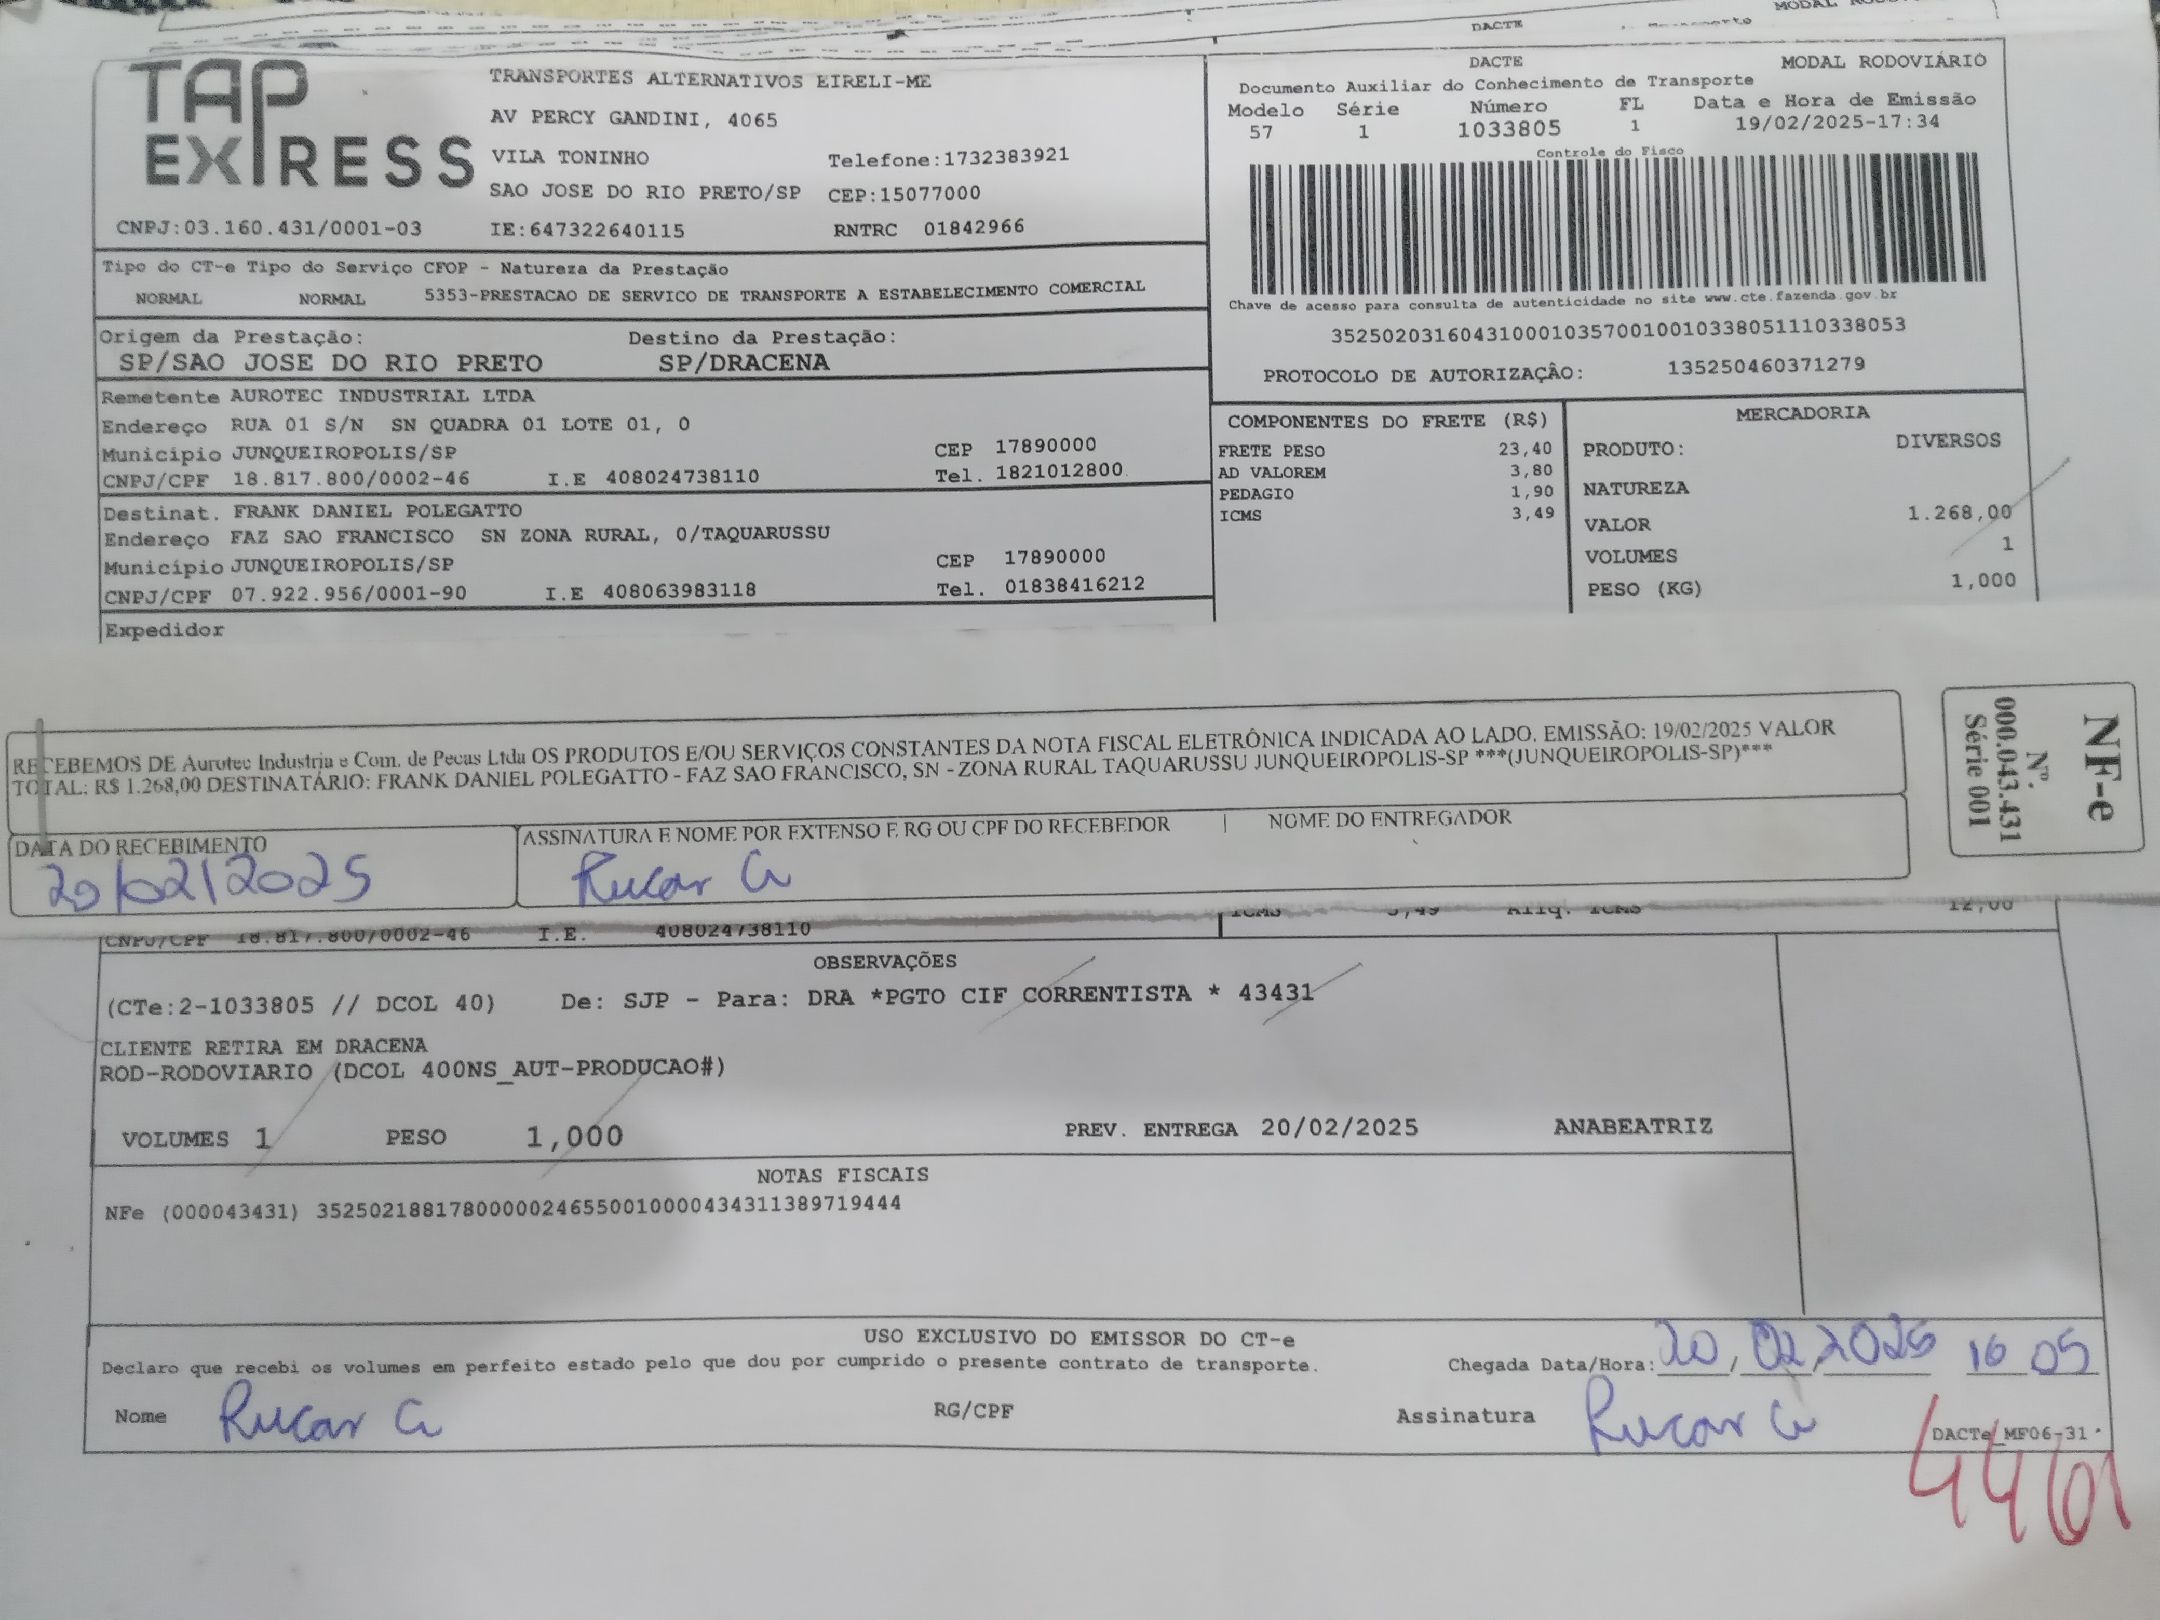 DACTE
TAP EXPRESS
TRANSPORTES ALTERNATIVOS EIRELI-ME
AV PERCY GANDINI, 4065
VILA TONINHO Telefone:1732383921
SAO JOSE DO RIO PRETO/SP CEP:15077000
CNPJ:03.160.431/0001-03 IE:647322640115 RNTRC 01842966
DACTE MODAL RODOVIÁRIO
Documento Auxiliar do Conhecimento de Transporte
Modelo Série Número FL Data e Hora de Emissão
57 1 1033805 1 19/02/2025-17:34
Controle do Fisco
Chave de acesso para consulta de autenticidade no site www.cte.fazenda.gov.br
35250203160431000103570010010338051110338053
PROTOCOLO DE AUTORIZAÇÃO: 135250460371279
Tipo do CT-e Tipo do Serviço CFOP - Natureza da Prestação
NORMAL NORMAL 5353-PRESTACAO DE SERVICO DE TRANSPORTE A ESTABELECIMENTO COMERCIAL
Origem da Prestação: Destino da Prestação:
SP/SAO JOSE DO RIO PRETO SP/DRACENA
Remetente AUROTEC INDUSTRIAL LTDA
Endereço RUA 01 S/N SN QUADRA 01 LOTE 01, 0
Município JUNQUEIROPOLIS/SP CEP 17890000
CNPJ/CPF 18.817.800/0002-46 I.E 408024738110 Tel. 1821012800
Destinat. FRANK DANIEL POLEGATTO
Endereço FAZ SAO FRANCISCO SN ZONA RURAL, 0/TAQUARUSSU
Município JUNQUEIROPOLIS/SP CEP 17890000
CNPJ/CPF 07.922.956/0001-90 I.E 408063983118 Tel. 01838416212
Expedidor
COMPONENTES DO FRETE (R$)
FRETE PESO 23,40
AD VALOREM 3,80
PEDAGIO 1,90
ICMS 3,49
MERCADORIA
PRODUTO: DIVERSOS
NATUREZA
VALOR 1.268,00
VOLUMES 1
PESO (KG) 1,000
RECEBEMOS DE Aurotec Industria e Com. de Pecas Ltda OS PRODUTOS E/OU SERVIÇOS CONSTANTES DA NOTA FISCAL ELETRÔNICA INDICADA AO LADO. EMISSÃO: 19/02/2025 VALOR
TOTAL: R$ 1.268,00 DESTINATÁRIO: FRANK DANIEL POLEGATTO - FAZ SAO FRANCISCO, SN - ZONA RURAL TAQUARUSSU JUNQUEIROPOLIS-SP ***(JUNQUEIROPOLIS-SP)***
DATA DO RECEBIMENTO ASSINATURA E NOME POR EXTENSO E RG OU CPF DO RECEBEDOR NOME DO ENTREGADOR
20/02/2025
NF-e
Nº.
000.043.431
Série 001
CNPJ/CPF 18.817.800/0002-46 I.E. 408024738110 ICMS 3,49 Aliq. ICMS 12,00
OBSERVAÇÕES
(CTe:2-1033805 // DCOL 40) De: SJP - Para: DRA *PGTO CIF CORRENTISTA * 43431
CLIENTE RETIRA EM DRACENA
ROD-RODOVIARIO (DCOL 400NS_AUT-PRODUCAO#)
VOLUMES 1 PESO 1,000 PREV. ENTREGA 20/02/2025 ANABEATRIZ
NOTAS FISCAIS
NFe (000043431) 35250218817800000246550010000434311389719444
USO EXCLUSIVO DO EMISSOR DO CT-e
Declaro que recebi os volumes em perfeito estado pelo que dou por cumprido o presente contrato de transporte. Chegada Data/Hora: 20/02/2025 16 05
Nome RG/CPF Assinatura
DACTe_MF06-31